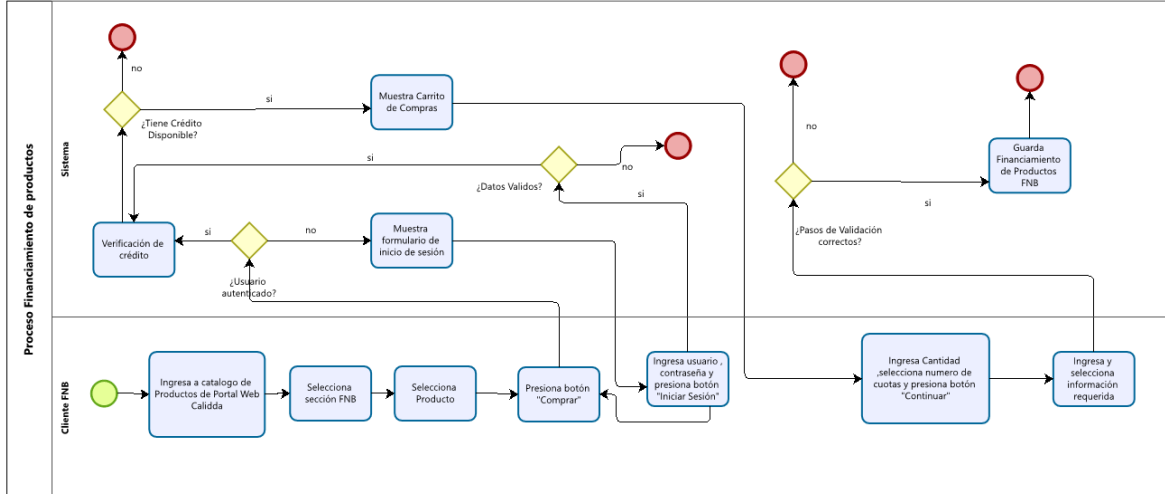 Proceso Financiamiento de productos
Sistema
no
¿Tiene Crédito
Disponible?
si
Muestra Carrito
de Compras
si
¿Datos Validos?
no
si
Verificación de
crédito
si
¿Usuario
autenticado?
no
Muestra
formulario de
inicio de sesión
no
¿Pasos de Validación
correctos?
si
Guarda
Financiamiento
de Productos
FNB
Cliente FNB
Ingresa a catalogo de
Productos de Portal Web
Calidda
Selecciona
sección FNB
Selecciona
Producto
Presiona botón
"Comprar"
Ingresa usuario ,
contraseña y
presiona botón
"Iniciar Sesión"
Ingresa Cantidad
,selecciona numero de
cuotas y presiona botón
"Continuar"
Ingresa y
selecciona
información
requerida